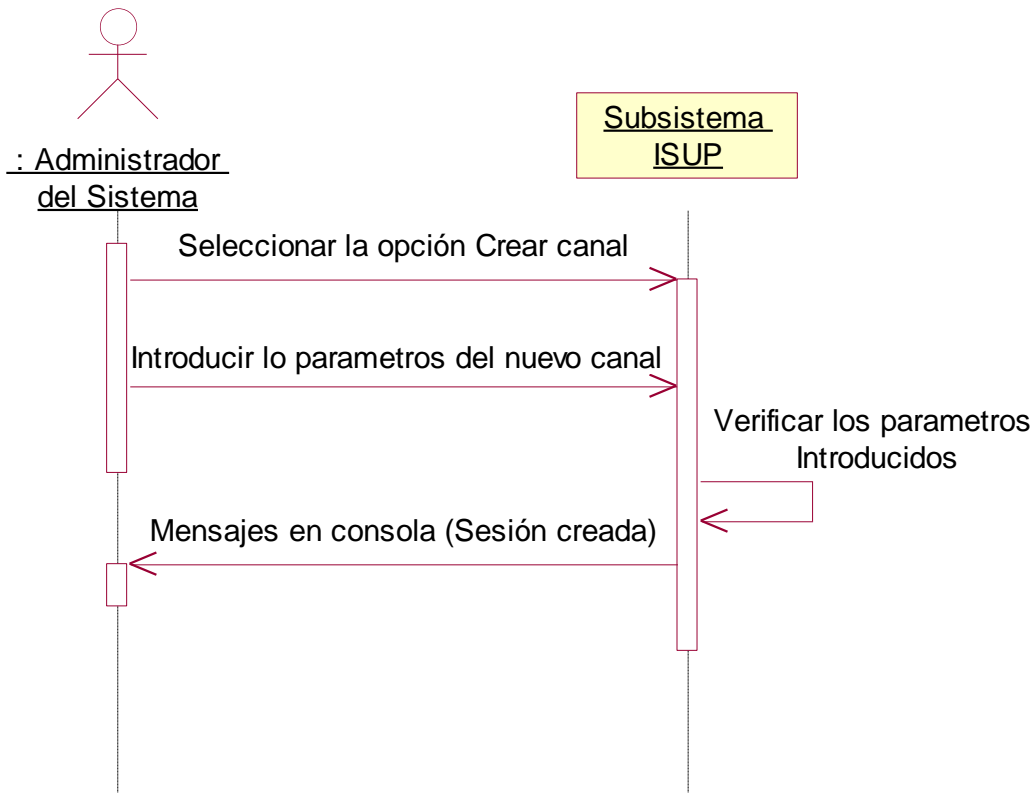 Subsistema
ISUP
: Administrador
del Sistema
Seleccionar la opción Crear canal
Introducir lo parametros del nuevo canal
Verificar los parametros
Introducidos
Mensajes en consola (Sesión creada)